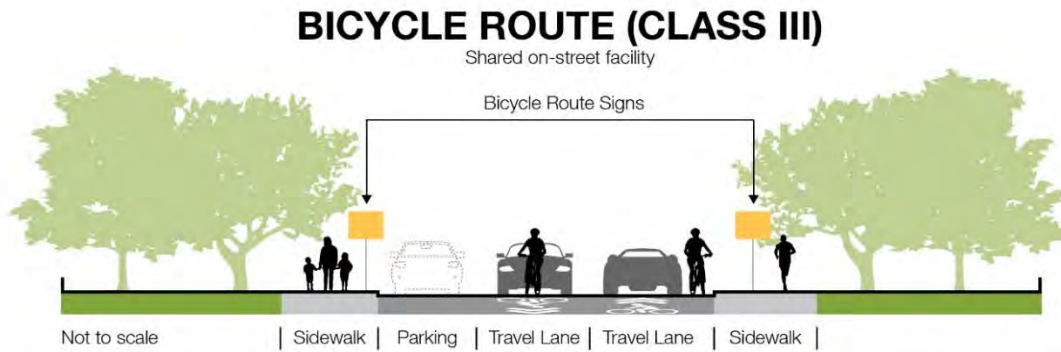 BICYCLE ROUTE (CLASS III)
Shared on-street facility
Bicycle Route Signs
Not to scale | Sidewalk | Parking | Travel Lane | Travel Lane | Sidewalk |